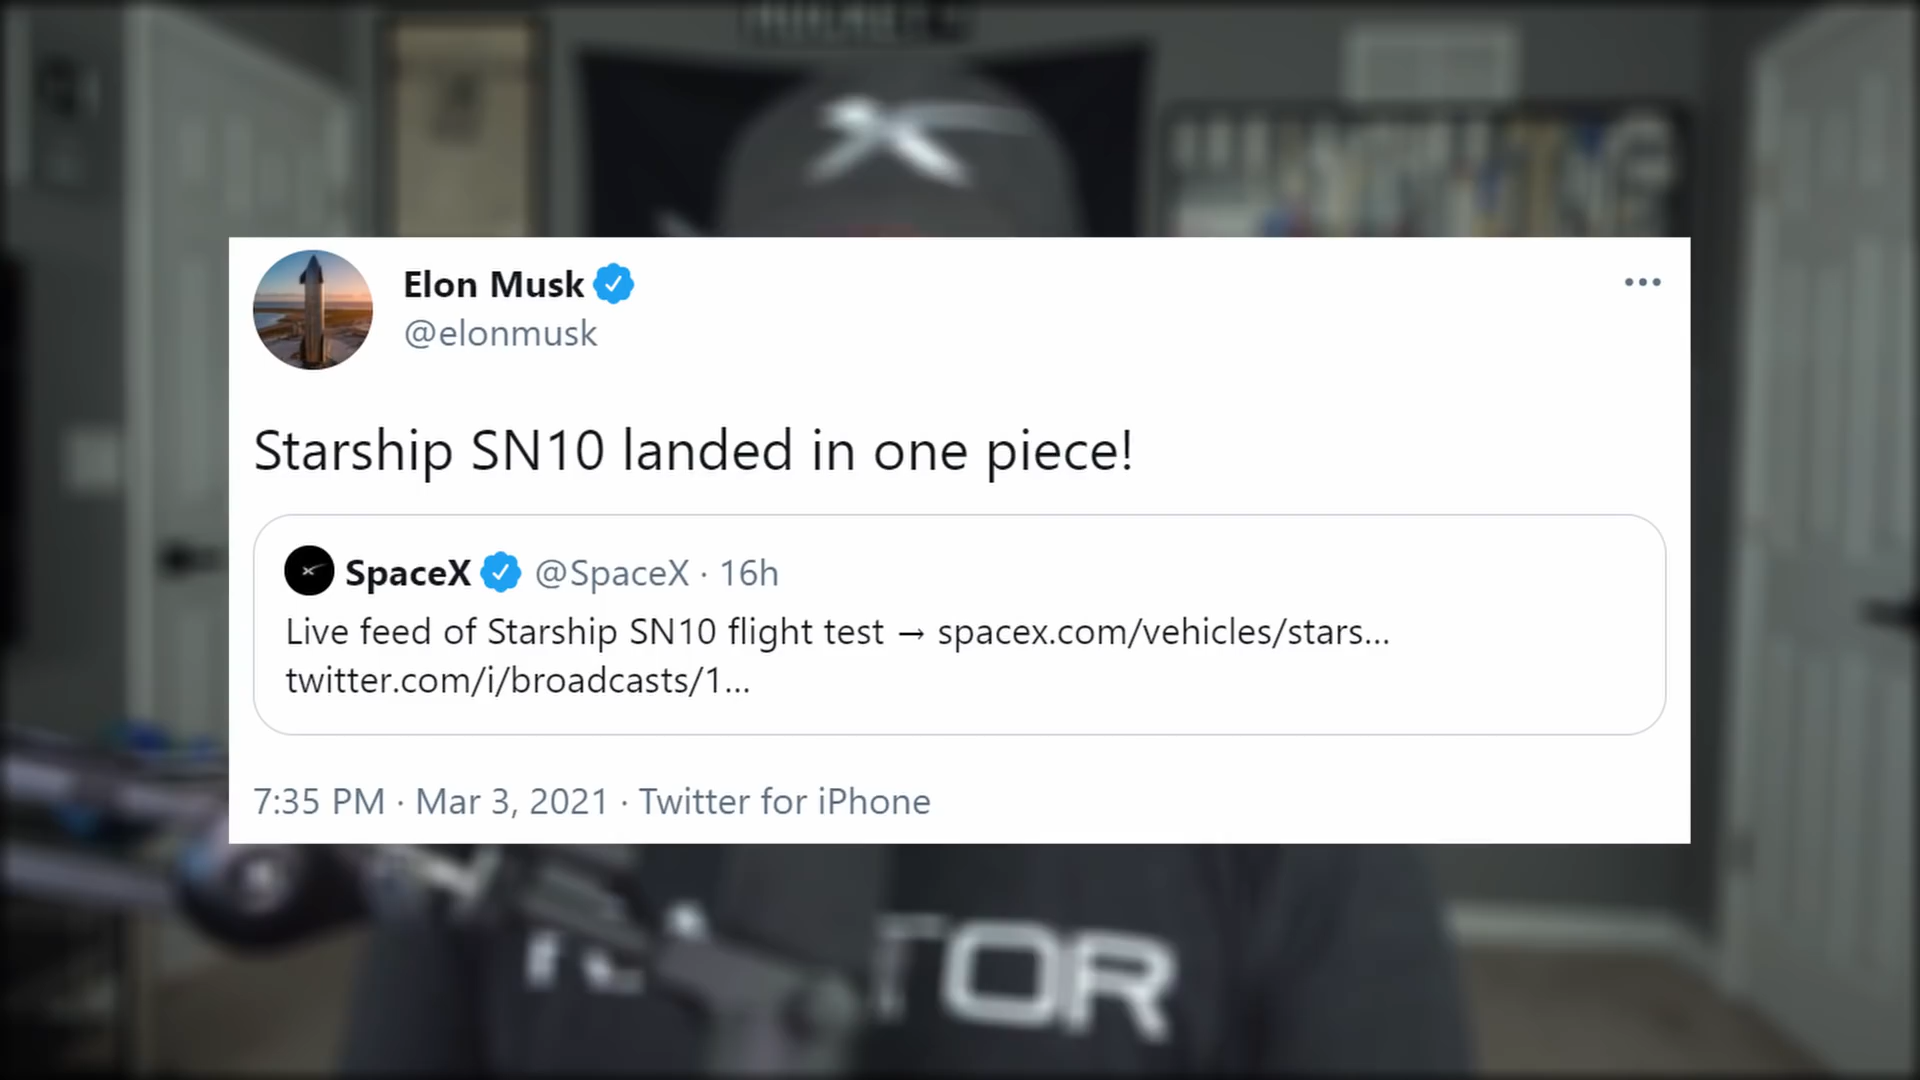 Elon Musk
@elonmusk
Starship SN10 landed in one piece!
SpaceX @SpaceX · 16h
Live feed of Starship SN10 flight test → spacex.com/vehicles/stars...
twitter.com/i/broadcasts/1...
7:35 PM · Mar 3, 2021 · Twitter for iPhone